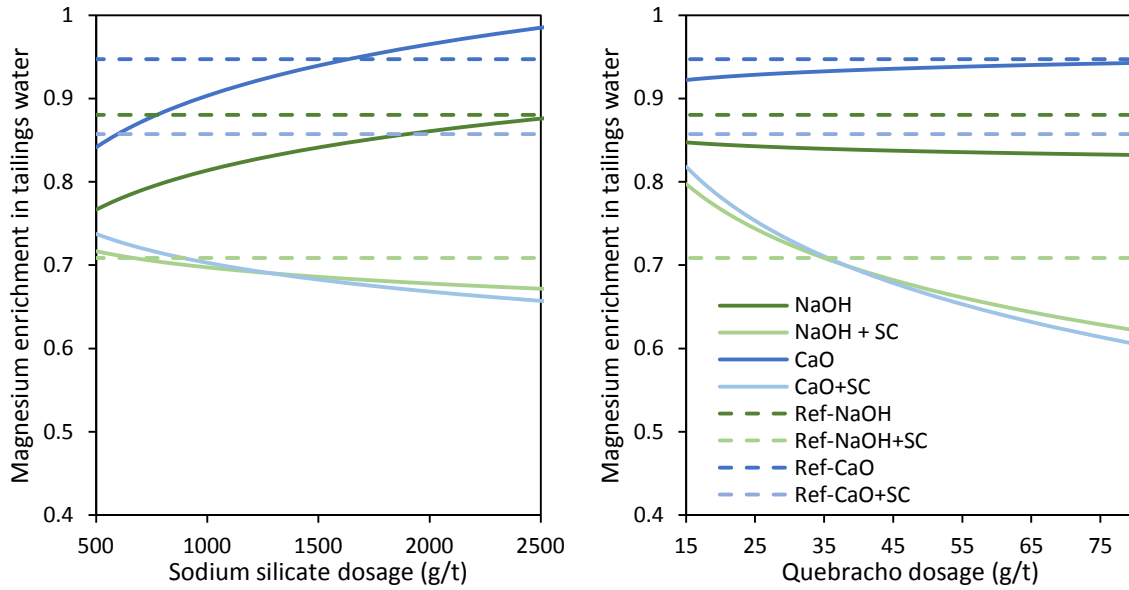 Magnesium enrichment in tailings water
1
0.9
0.8
0.7
0.6
0.5
0.4
500 1000 1500 2000 2500
Sodium silicate dosage (g/t)
Magnesium enrichment in tailings water
1
0.9
0.8
0.7
0.6
0.5
0.4
NaOH
NaOH + SC
CaO
CaO+SC
Ref-NaOH
Ref-NaOH+SC
Ref-CaO
Ref-CaO+SC
15 25 35 45 55 65 75
Quebracho dosage (g/t)